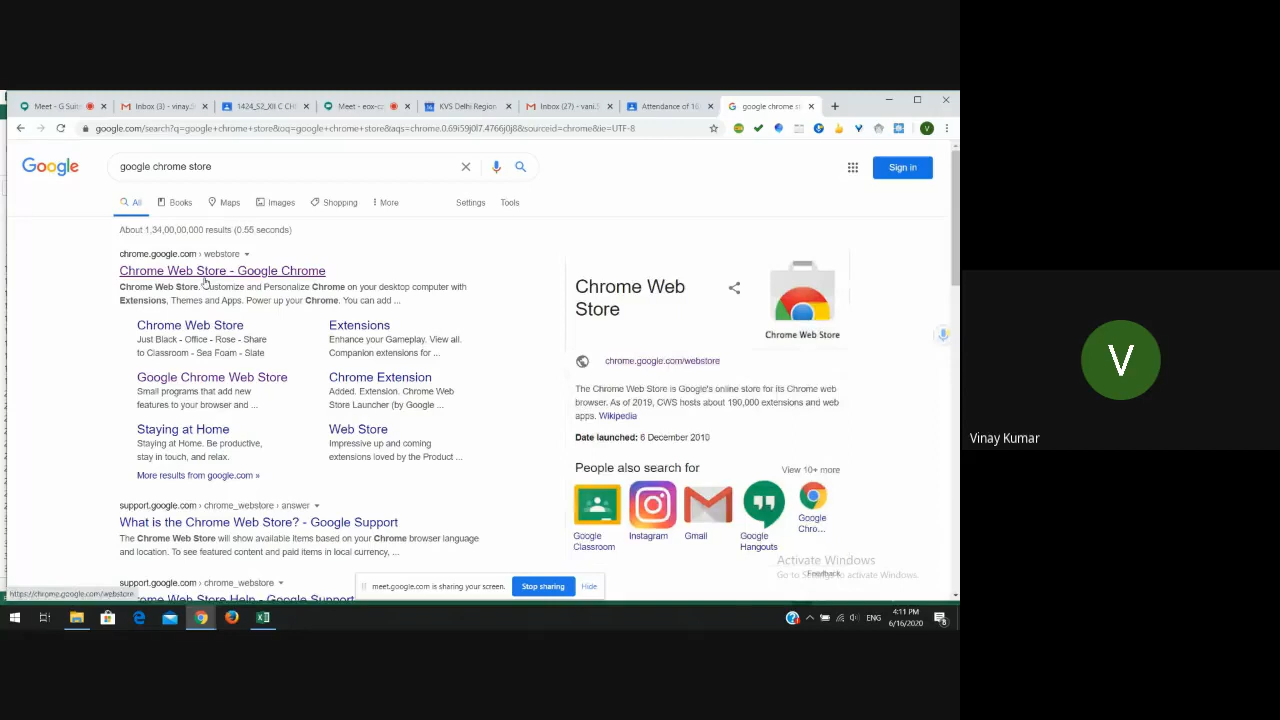 Meet - G Suite
Inbox (3) - vinay.
1424_S2_XII C CH
Meet - eox-c
KVS Delhi Region
Inbox (27) - vani.
Attendance of 16
google chrome st
google.com/search?q=google+chrome+store&oq=google+chrome+store&aqs=chrome.0.69i59j0l7.4766j0j8&sourceid=chrome&ie=UTF-8
V
Google
google chrome store
Sign in
All
Books
Maps
Images
Shopping
More
Settings
Tools
About 1,34,00,00,000 results (0.55 seconds)
chrome.google.com › webstore
Chrome Web Store - Google Chrome
Chrome Web Store. Customize and Personalize Chrome on your desktop computer with
Extensions, Themes and Apps. Power up your Chrome. You can add ...
Chrome Web Store
Just Black - Office - Rose - Share
to Classroom - Sea Foam - Slate
Extensions
Enhance your Gameplay. View all.
Companion extensions for ...
Google Chrome Web Store
Small programs that add new
features to your browser and ...
Chrome Extension
Added. Extension. Chrome Web
Store Launcher (by Google ...
Staying at Home
Staying at Home. Be productive,
stay in touch, and relax.
Web Store
Impressive up and coming
extensions loved by the Product ...
More results from google.com »
support.google.com › chrome_webstore › answer
What is the Chrome Web Store? - Google Support
The Chrome Web Store will show available items based on your Chrome browser language
and location. To see featured content and paid items in local currency, ...
support.google.com › chrome_webstore
ome Web Store Help - Google Support
https://chrome.google.com/webstore
Chrome Web
Store
Chrome Web Store
chrome.google.com/webstore
The Chrome Web Store is Google's online store for its Chrome web
browser. As of 2019, CWS hosts about 190,000 extensions and web
apps. Wikipedia
Date launched: 6 December 2010
People also search for
View 10+ more
Google
Classroom
Instagram
Gmail
Google
Hangouts
Google
Chro...
Activate Windows
Feedback
meet.google.com is sharing your screen.
Stop sharing
Hide
ENG
4:11 PM
6/16/2020
V
Vinay Kumar